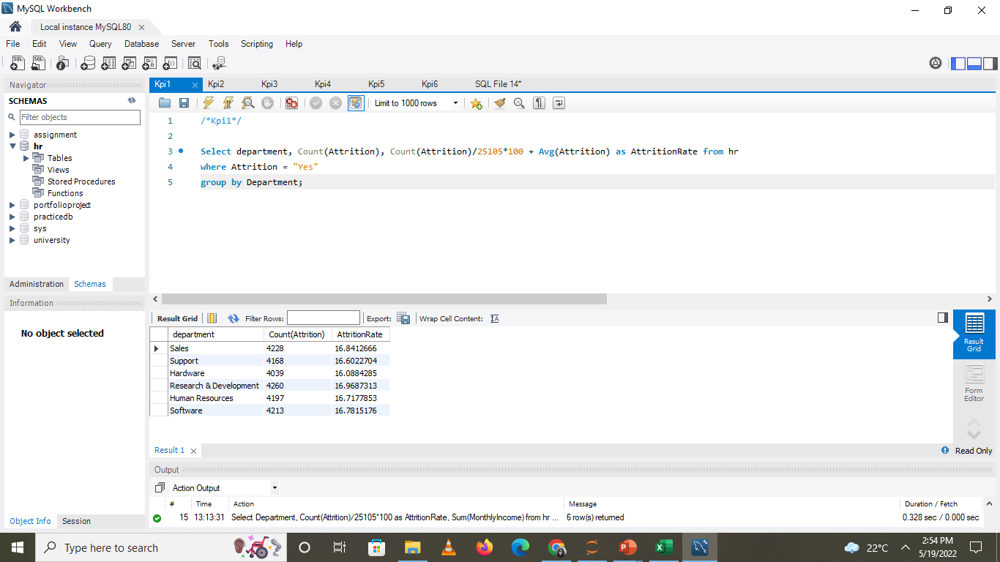 MySQL Workbench
Local instance MySQL80
File Edit View Query Database Server Tools Scripting Help
Navigator
SCHEMAS
Filter objects
assignment
hr
Tables
Views
Stored Procedures
Functions
portfolioproject
practicedb
sys
university
Administration Schemas
Information
No object selected
Object Info Session
Kpi1 Kpi2 Kpi3 Kpi4 Kpi5 Kpi6 SQL File 14*
Limit to 1000 rows
1 /*Kpi1*/
2
3 Select department, Count(Attrition), Count(Attrition)/25105*100 + Avg(Attrition) as AttritionRate from hr
4 where Attrition = "Yes"
5 group by Department;
Result Grid Filter Rows: Export: Wrap Cell Content:
department Count(Attrition) AttritionRate
Sales 4228 16.8412666
Support 4168 16.6022704
Hardware 4039 16.0884285
Research & Development 4260 16.9687313
Human Resources 4197 16.7177853
Software 4213 16.7815176
Result Grid
Form Editor
Result 1 Read Only
Output
Action Output
# Time Action Message Duration / Fetch
15 13:13:31 Select Department, Count(Attrition)/25105*100 as AttritionRate, Sum(MonthlyIncome) from hr ... 6 row(s) returned 0.328 sec / 0.000 sec
Type here to search
22°C
2:54 PM
5/19/2022